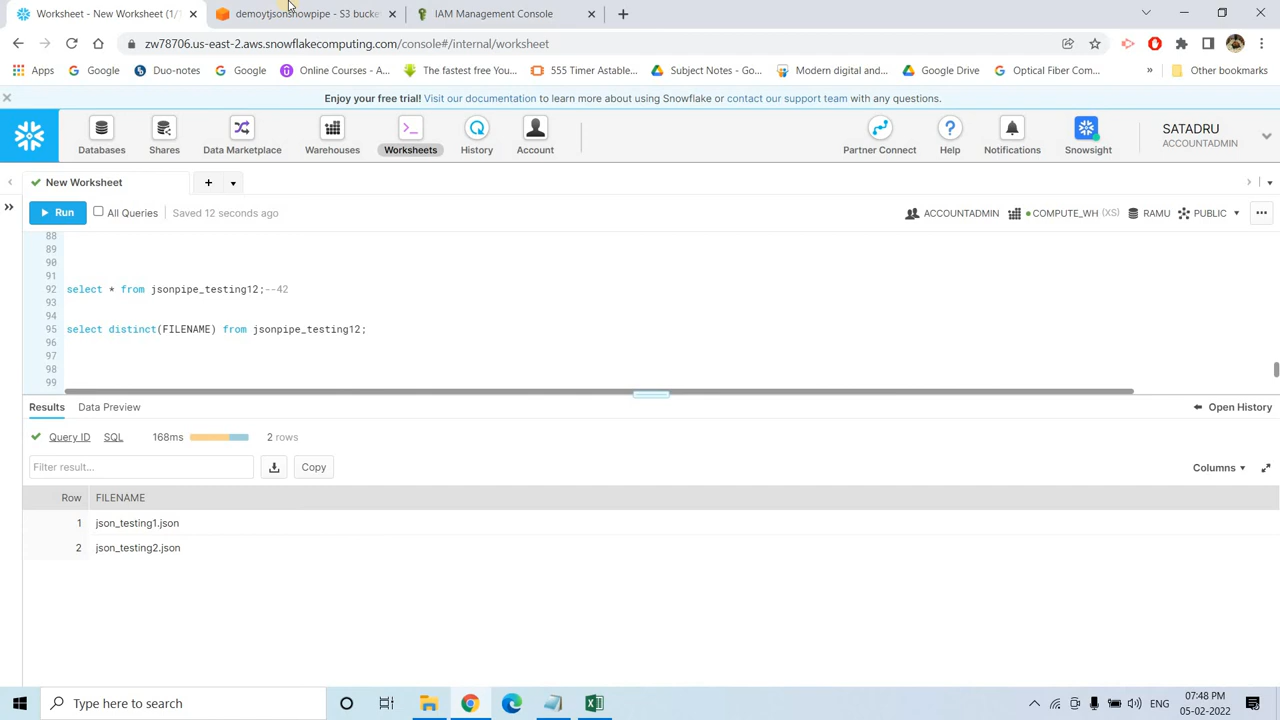 Worksheet - New Worksheet (1/
demoytjsonsnowpipe - S3 bucke
IAM Management Console
zw78706.us-east-2.aws.snowflakecomputing.com/console#/internal/worksheet
Apps
Google
Duo-notes
Google
Online Courses - A...
The fastest free You...
555 Timer Astable...
Subject Notes - Go...
Modern digital and...
Google Drive
Optical Fiber Com...
»
Other bookmarks
Enjoy your free trial! Visit our documentation to learn more about using Snowflake or contact our support team with any questions.
Databases
Shares
Data Marketplace
Warehouses
Worksheets
History
Account
Partner Connect
Help
Notifications
Snowsight
SATADRU
ACCOUNTADMIN
New Worksheet
Run
All Queries
Saved 12 seconds ago
ACCOUNTADMIN
COMPUTE_WH (XS)
RAMU
PUBLIC
88
89
90
91
92 select * from jsonpipe_testing12;--42
93
94
95 select distinct(FILENAME) from jsonpipe_testing12;
96
97
98
99
Results
Data Preview
Open History
Query ID
SQL
168ms
2 rows
Filter result...
Copy
Columns
Row FILENAME
1 json_testing1.json
2 json_testing2.json
Type here to search
ENG
07:48 PM
05-02-2022